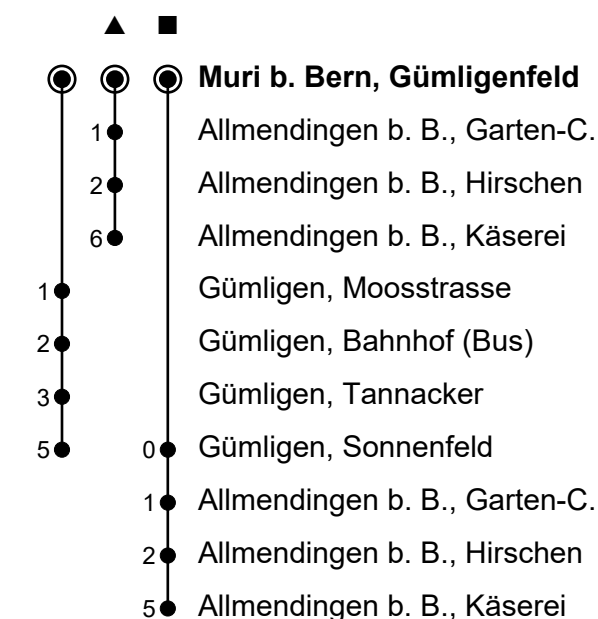 ▲ ■
Muri b. Bern, Gümligenfeld
1 Allmendingen b. B., Garten-C.
2 Allmendingen b. B., Hirschen
6 Allmendingen b. B., Käserei
1 Gümligen, Moosstrasse
2 Gümligen, Bahnhof (Bus)
3 Gümligen, Tannacker
5 0 Gümligen, Sonnenfeld
1 Allmendingen b. B., Garten-C.
2 Allmendingen b. B., Hirschen
5 Allmendingen b. B., Käserei